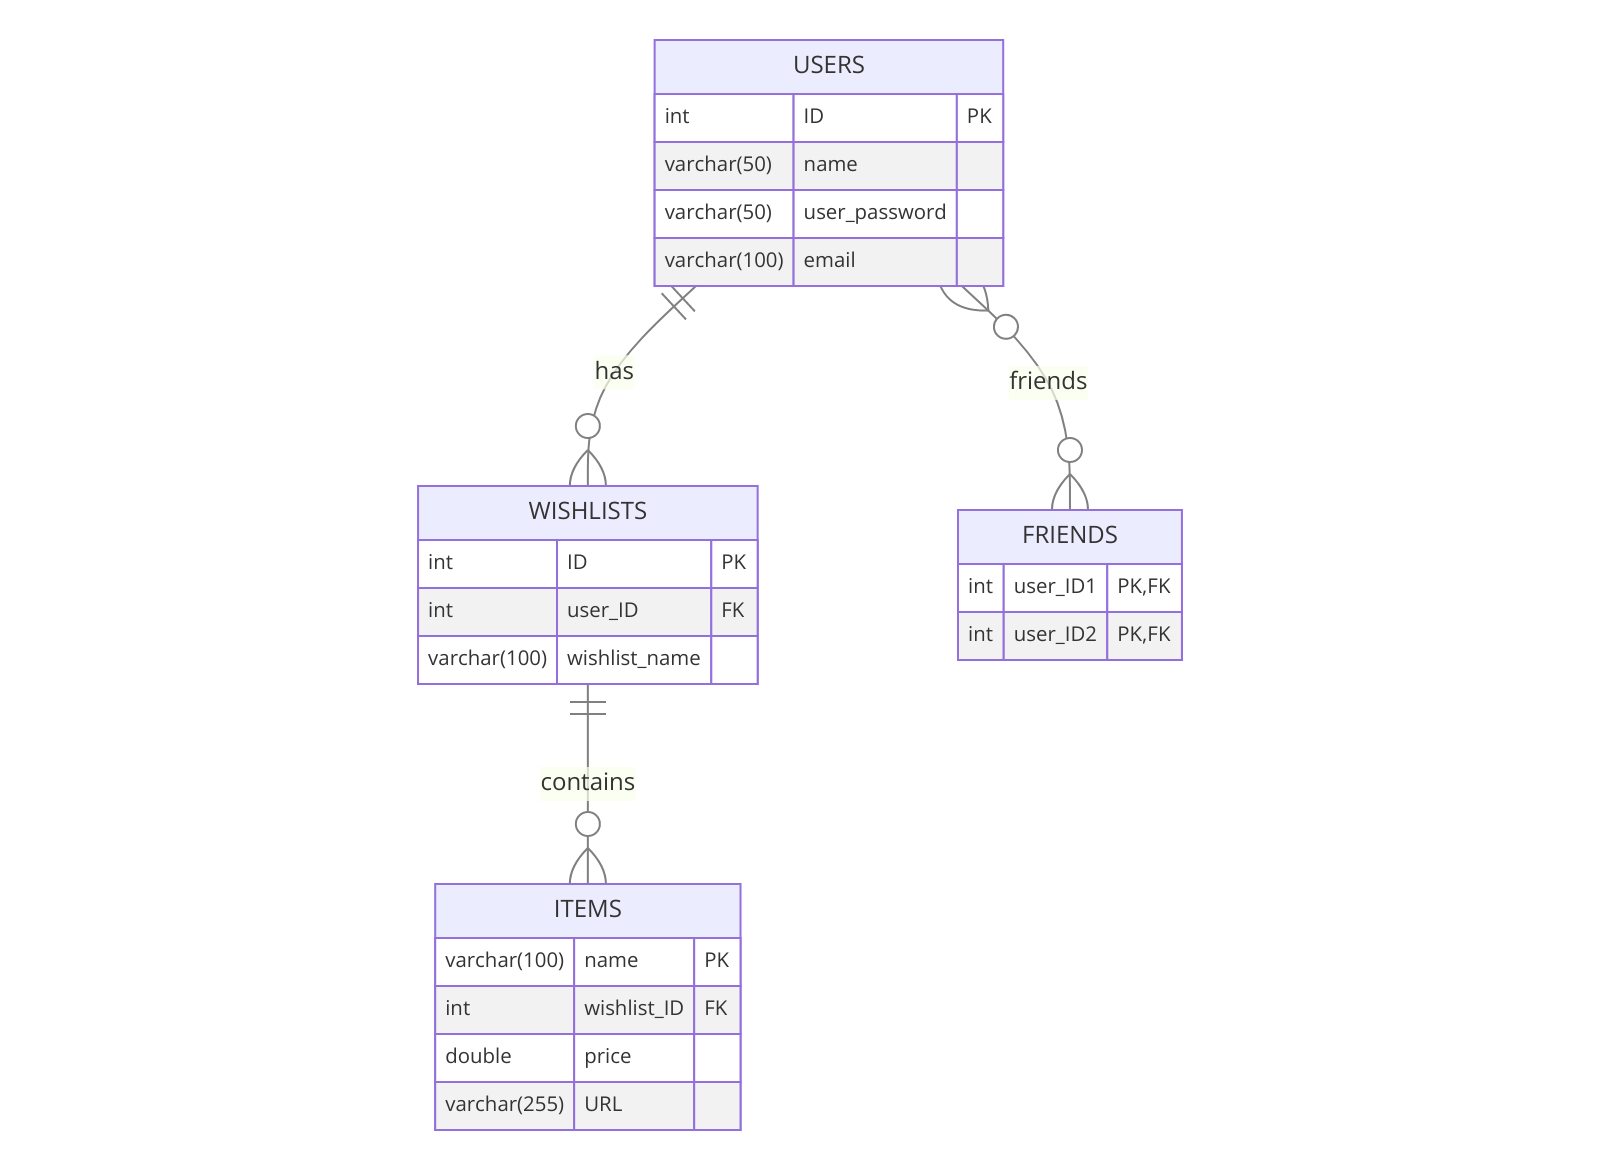 USERS
int ID PK
varchar(50) name
varchar(50) user_password
varchar(100) email
has
friends
WISHLISTS
int ID PK
int user_ID FK
varchar(100) wishlist_name
FRIENDS
int user_ID1 PK,FK
int user_ID2 PK,FK
contains
ITEMS
varchar(100) name PK
int wishlist_ID FK
double price
varchar(255) URL